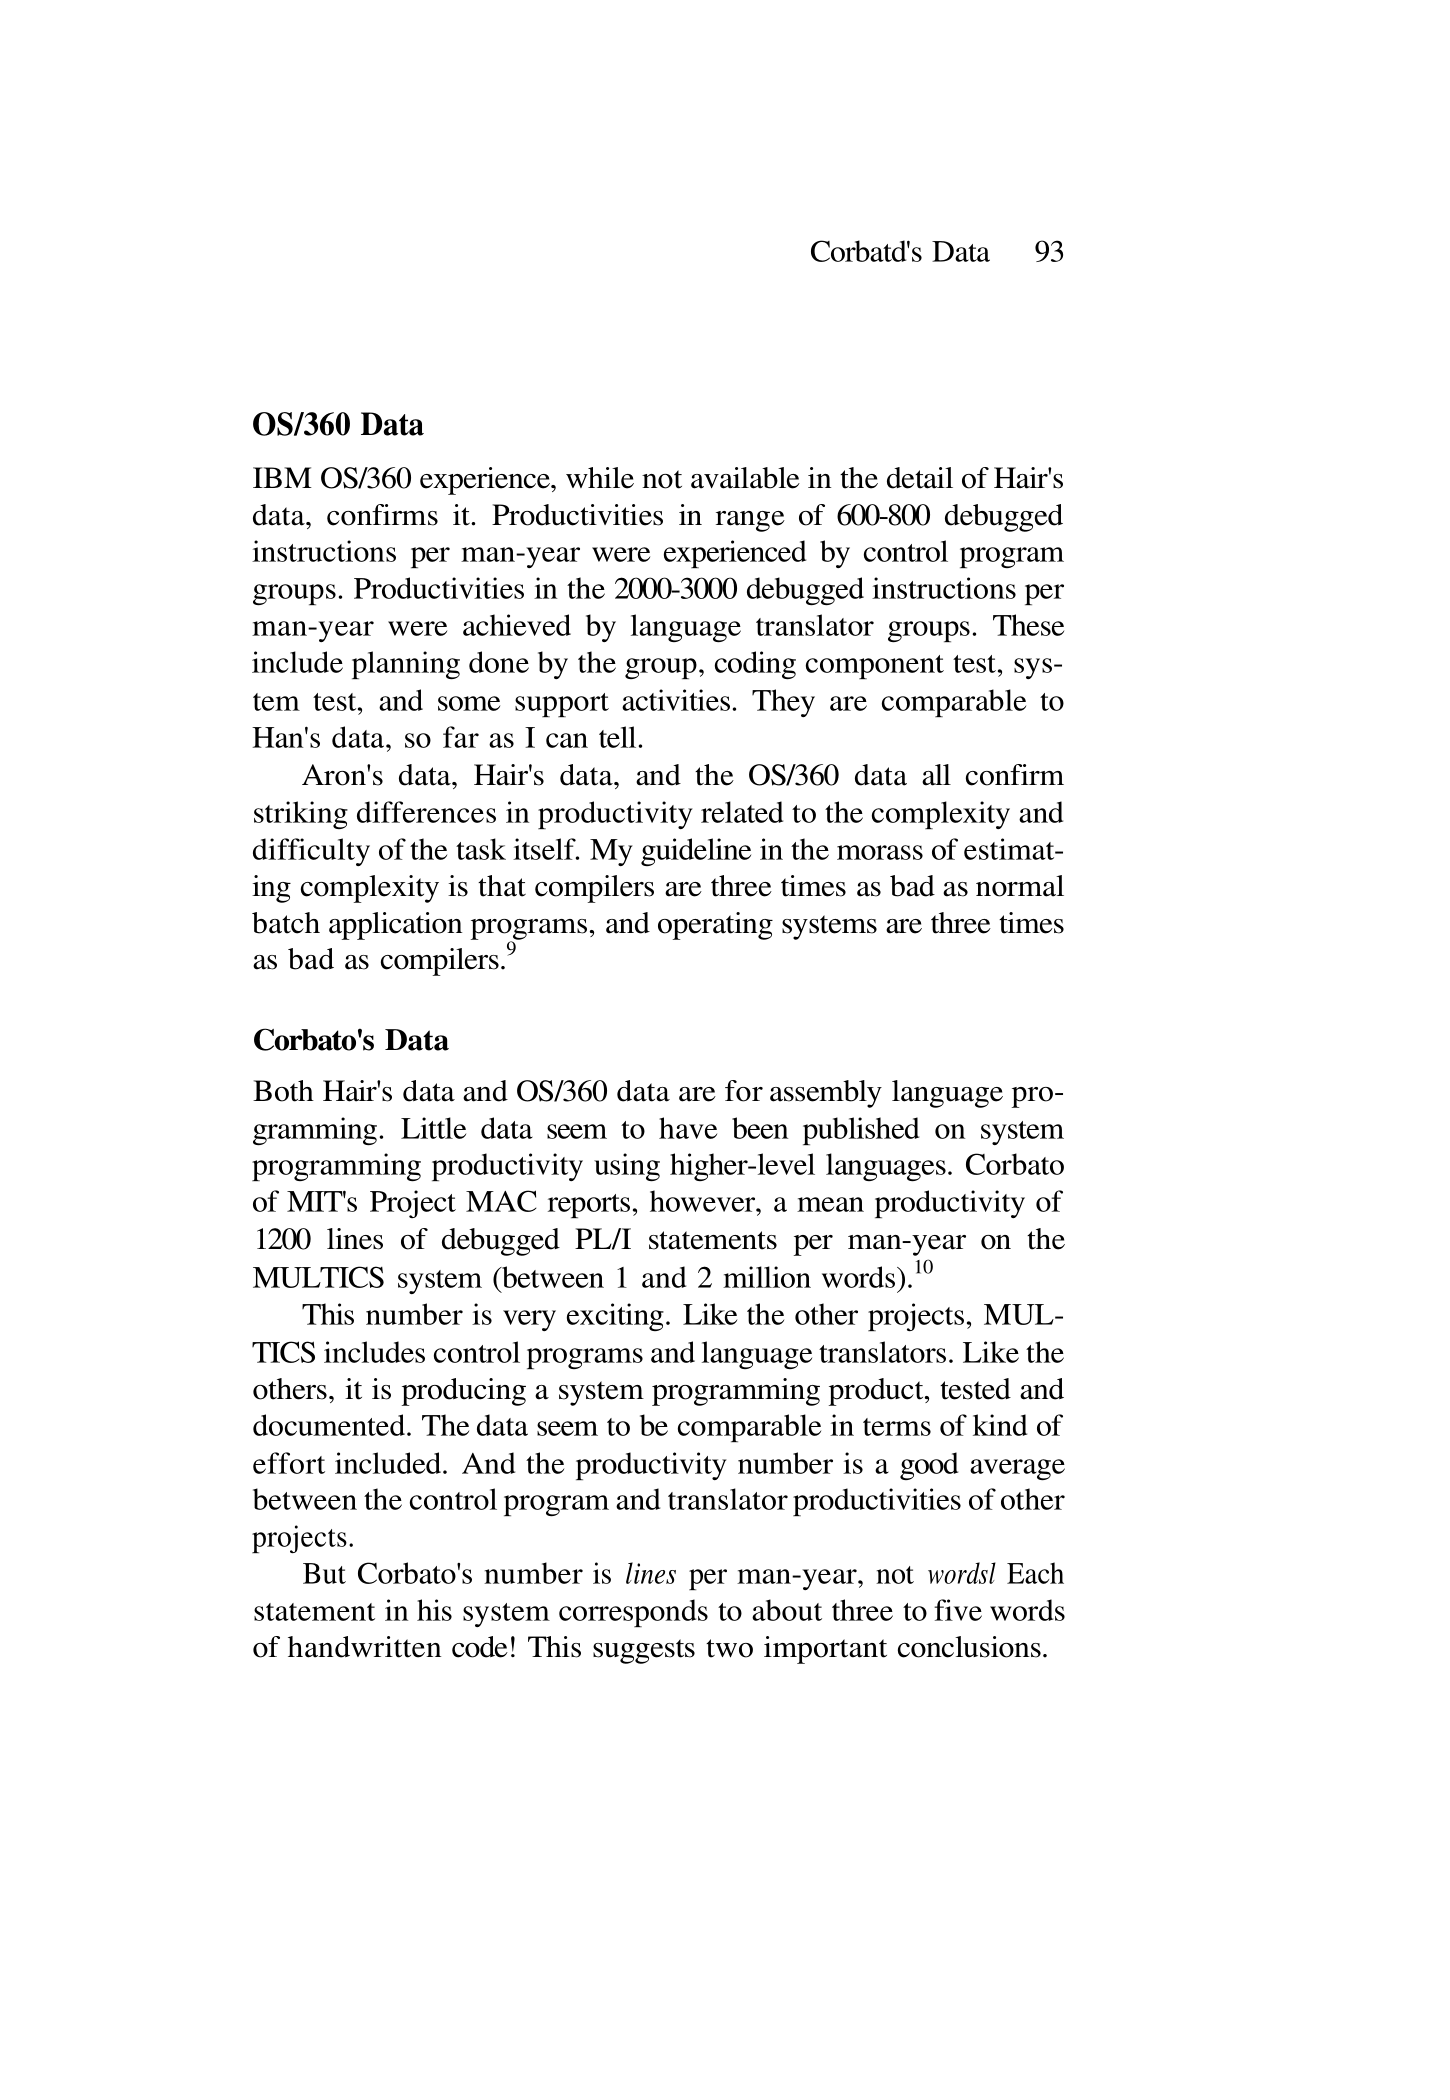 Corbatd's Data 93
OS/360 Data
IBM OS/360 experience, while not available in the detail of Hair's
data, confirms it. Productivities in range of 600-800 debugged
instructions per man-year were experienced by control program
groups. Productivities in the 2000-3000 debugged instructions per
man-year were achieved by language translator groups. These
include planning done by the group, coding component test, sys-
tem test, and some support activities. They are comparable to
Han's data, so far as I can tell.
Aron's data, Hair's data, and the OS/360 data all confirm
striking differences in productivity related to the complexity and
difficulty of the task itself. My guideline in the morass of estimat-
ing complexity is that compilers are three times as bad as normal
batch application programs, and operating systems are three times
as bad as compilers.9
Corbato's Data
Both Hair's data and OS/360 data are for assembly language pro-
gramming. Little data seem to have been published on system
programming productivity using higher-level languages. Corbato
of MIT's Project MAC reports, however, a mean productivity of
1200 lines of debugged PL/I statements per man-year on the
MULTICS system (between 1 and 2 million words).10
This number is very exciting. Like the other projects, MUL-
TICS includes control programs and language translators. Like the
others, it is producing a system programming product, tested and
documented. The data seem to be comparable in terms of kind of
effort included. And the productivity number is a good average
between the control program and translator productivities of other
projects.
But Corbato's number is lines per man-year, not wordsl Each
statement in his system corresponds to about three to five words
of handwritten code! This suggests two important conclusions.